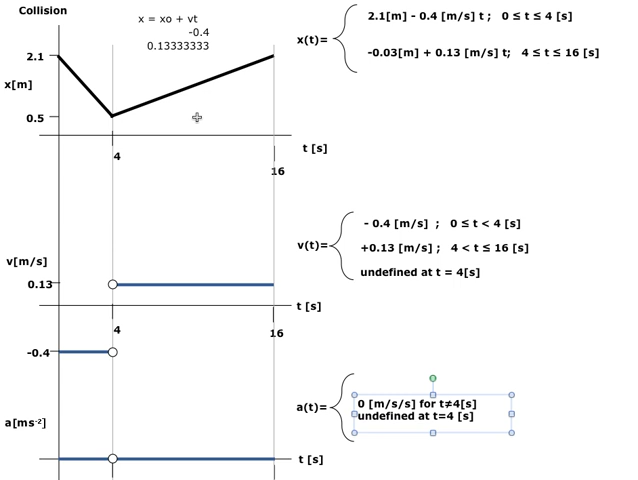 Collision
x = xo + vt
-0.4
0.13333333
2.1
x[m]
0.5
4
16
t [s]
x(t)=
2.1[m] - 0.4 [m/s] t ; 0 ≤ t ≤ 4 [s]
-0.03[m] + 0.13 [m/s] t; 4 ≤ t ≤ 16 [s]
v[m/s]
0.13
t [s]
4
16
-0.4
v(t)=
- 0.4 [m/s] ; 0 ≤ t < 4 [s]
+0.13 [m/s] ; 4 < t ≤ 16 [s]
undefined at t = 4[s]
a[ms-2]
t [s]
a(t)=
0 [m/s/s] for t≠4[s]
undefined at t=4 [s]